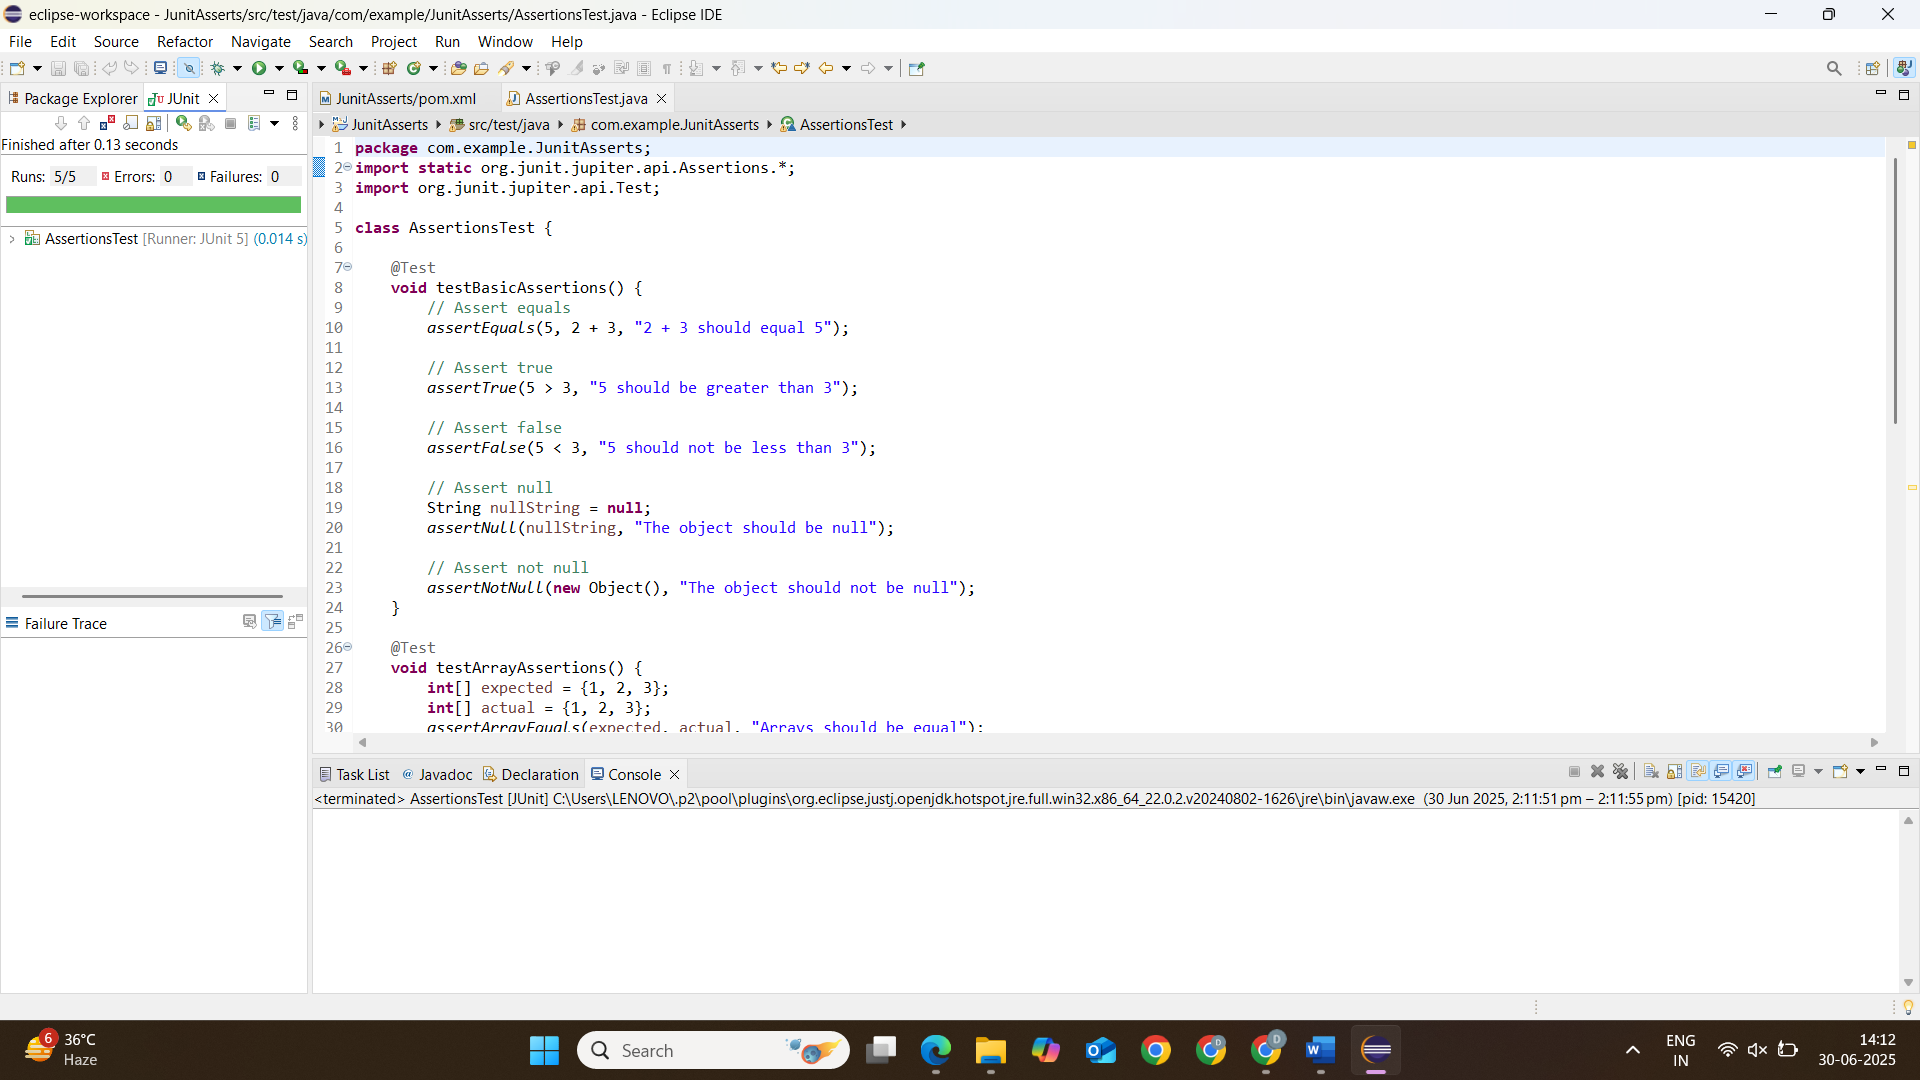 eclipse-workspace - JunitAsserts/src/test/java/com/example/JunitAsserts/AssertionsTest.java - Eclipse IDE
File Edit Source Refactor Navigate Search Project Run Window Help
Package Explorer JUnit
JunitAsserts/pom.xml AssertionsTest.java
JunitAsserts src/test/java com.example.JunitAsserts AssertionsTest
Finished after 0.13 seconds
Runs: 5/5 Errors: 0 Failures: 0
AssertionsTest [Runner: JUnit 5] (0.014 s)
Failure Trace
1 package com.example.JunitAsserts;
2 import static org.junit.jupiter.api.Assertions.*;
3 import org.junit.jupiter.api.Test;
4
5 class AssertionsTest {
6
7 @Test
8 void testBasicAssertions() {
9 // Assert equals
10 assertEquals(5, 2 + 3, "2 + 3 should equal 5");
11
12 // Assert true
13 assertTrue(5 > 3, "5 should be greater than 3");
14
15 // Assert false
16 assertFalse(5 < 3, "5 should not be less than 3");
17
18 // Assert null
19 String nullString = null;
20 assertNull(nullString, "The object should be null");
21
22 // Assert not null
23 assertNotNull(new Object(), "The object should not be null");
24 }
25
26 @Test
27 void testArrayAssertions() {
28 int[] expected = {1, 2, 3};
29 int[] actual = {1, 2, 3};
30 assertArrayEquals(expected, actual, "Arrays should be equal");
Task List Javadoc Declaration Console
<terminated> AssertionsTest [JUnit] C:\Users\LENOVO\.p2\pool\plugins\org.eclipse.justj.openjdk.hotspot.jre.full.win32.x86_64_22.0.2.v20240802-1626\jre\bin\javaw.exe (30 Jun 2025, 2:11:51 pm – 2:11:55 pm) [pid: 15420]
6
36°C
Haze
Search
ENG
IN
14:12
30-06-2025